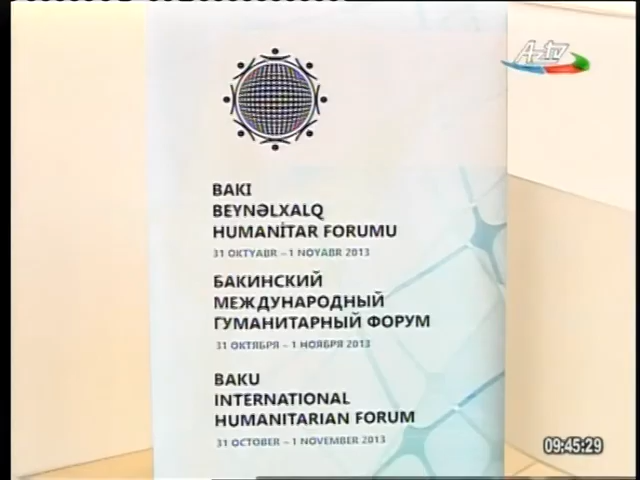 AzTV
BAKI
BEYNƏLXALQ
HUMANİTAR FORUMU
31 OKTYABR – 1 NOYABR 2013
БАКИНСКИЙ
МЕЖДУНАРОДНЫЙ
ГУМАНИТАРНЫЙ ФОРУМ
31 ОКТЯБРЯ – 1 НОЯБРЯ 2013
BAKU
INTERNATIONAL
HUMANITARIAN FORUM
31 OCTOBER – 1 NOVEMBER 2013
09:45:29